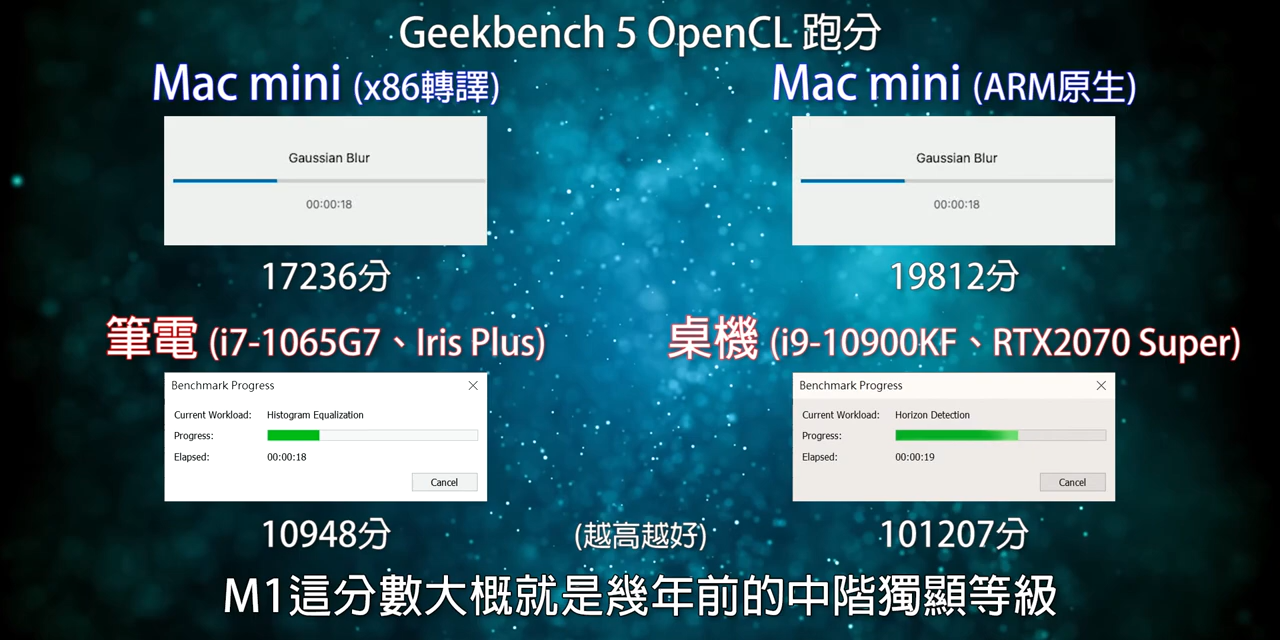 Geekbench 5 OpenCL 跑分
Mac mini (x86轉譯)
Gaussian Blur
00:00:18
17236分
Mac mini (ARM原生)
Gaussian Blur
00:00:18
19812分
筆電 (i7-1065G7、Iris Plus)
Benchmark Progress
Current Workload: Histogram Equalization
Progress:
Elapsed: 00:00:18
Cancel
10948分
桌機 (i9-10900KF、RTX2070 Super)
Benchmark Progress
Current Workload: Horizon Detection
Progress:
Elapsed: 00:00:19
Cancel
101207分
(越高越好)
M1這分數大概就是幾年前的中階獨顯等級